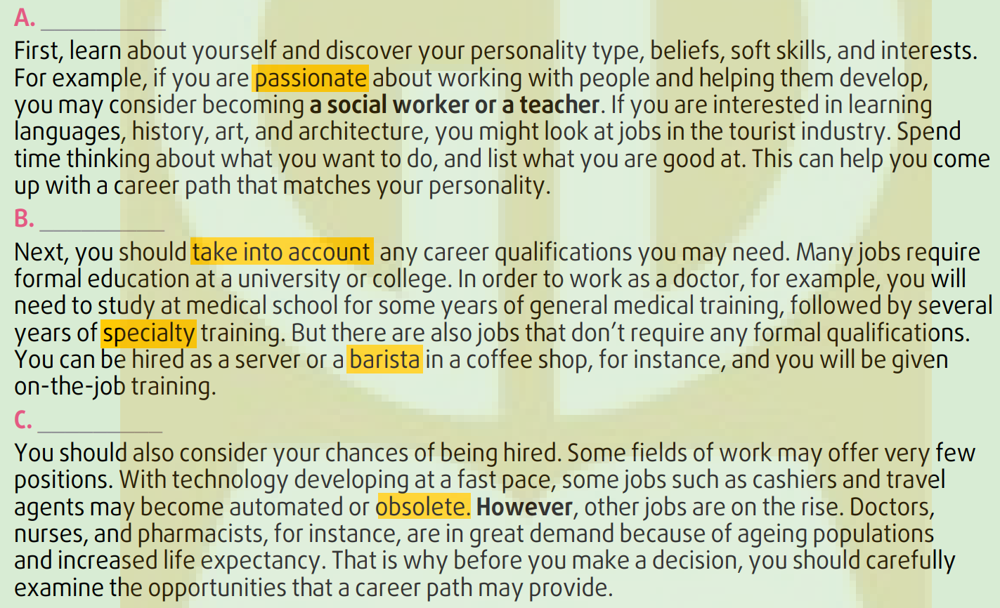 A.
First, learn about yourself and discover your personality type, beliefs, soft skills, and interests.
For example, if you are passionate about working with people and helping them develop,
you may consider becoming a social worker or a teacher. If you are interested in learning
languages, history, art, and architecture, you might look at jobs in the tourist industry. Spend
time thinking about what you want to do, and list what you are good at. This can help you come
up with a career path that matches your personality.
B.
Next, you should take into account any career qualifications you may need. Many jobs require
formal education at a university or college. In order to work as a doctor, for example, you will
need to study at medical school for some years of general medical training, followed by several
years of specialty training. But there are also jobs that don’t require any formal qualifications.
You can be hired as a server or a barista in a coffee shop, for instance, and you will be given
on-the-job training.
C.
You should also consider your chances of being hired. Some fields of work may offer very few
positions. With technology developing at a fast pace, some jobs such as cashiers and travel
agents may become automated or obsolete. However, other jobs are on the rise. Doctors,
nurses, and pharmacists, for instance, are in great demand because of ageing populations
and increased life expectancy. That is why before you make a decision, you should carefully
examine the opportunities that a career path may provide.